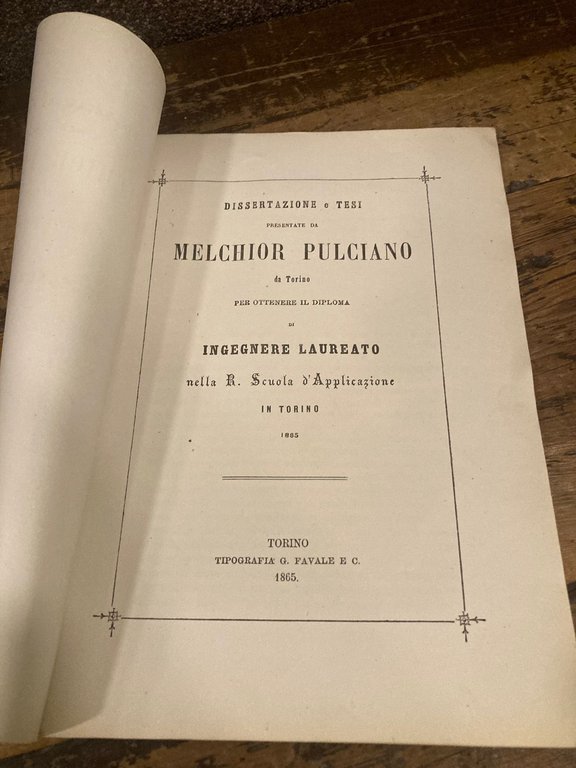 DISSERTAZIONE e TESI
PRESENTATE DA
MELCHIOR PULCIANO
da Torino
PER OTTENERE IL DIPLOMA
DI
INGEGNERE LAUREATO
nella R. Scuola d'Applicazione
IN TORINO
1865
TORINO
TIPOGRAFIA G. FAVALE E C.
1865.